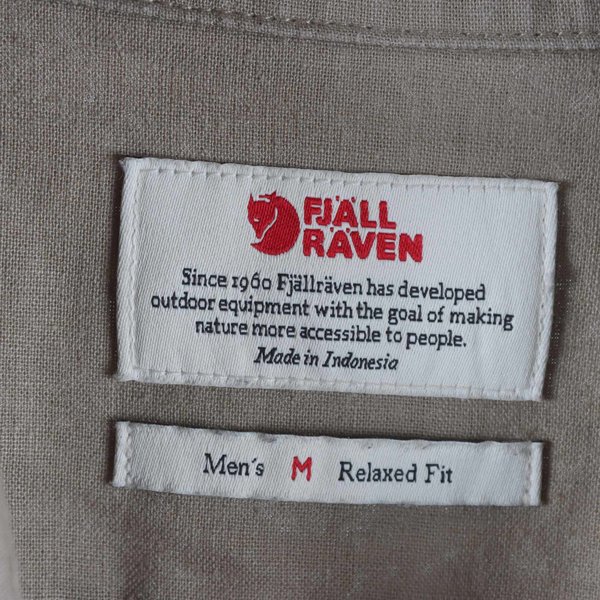 FJÄLL
RÄVEN
Since 1960 Fjällräven has developed
outdoor equipment with the goal of making
nature more accessible to people.
Made in Indonesia
Men's M Relaxed Fit